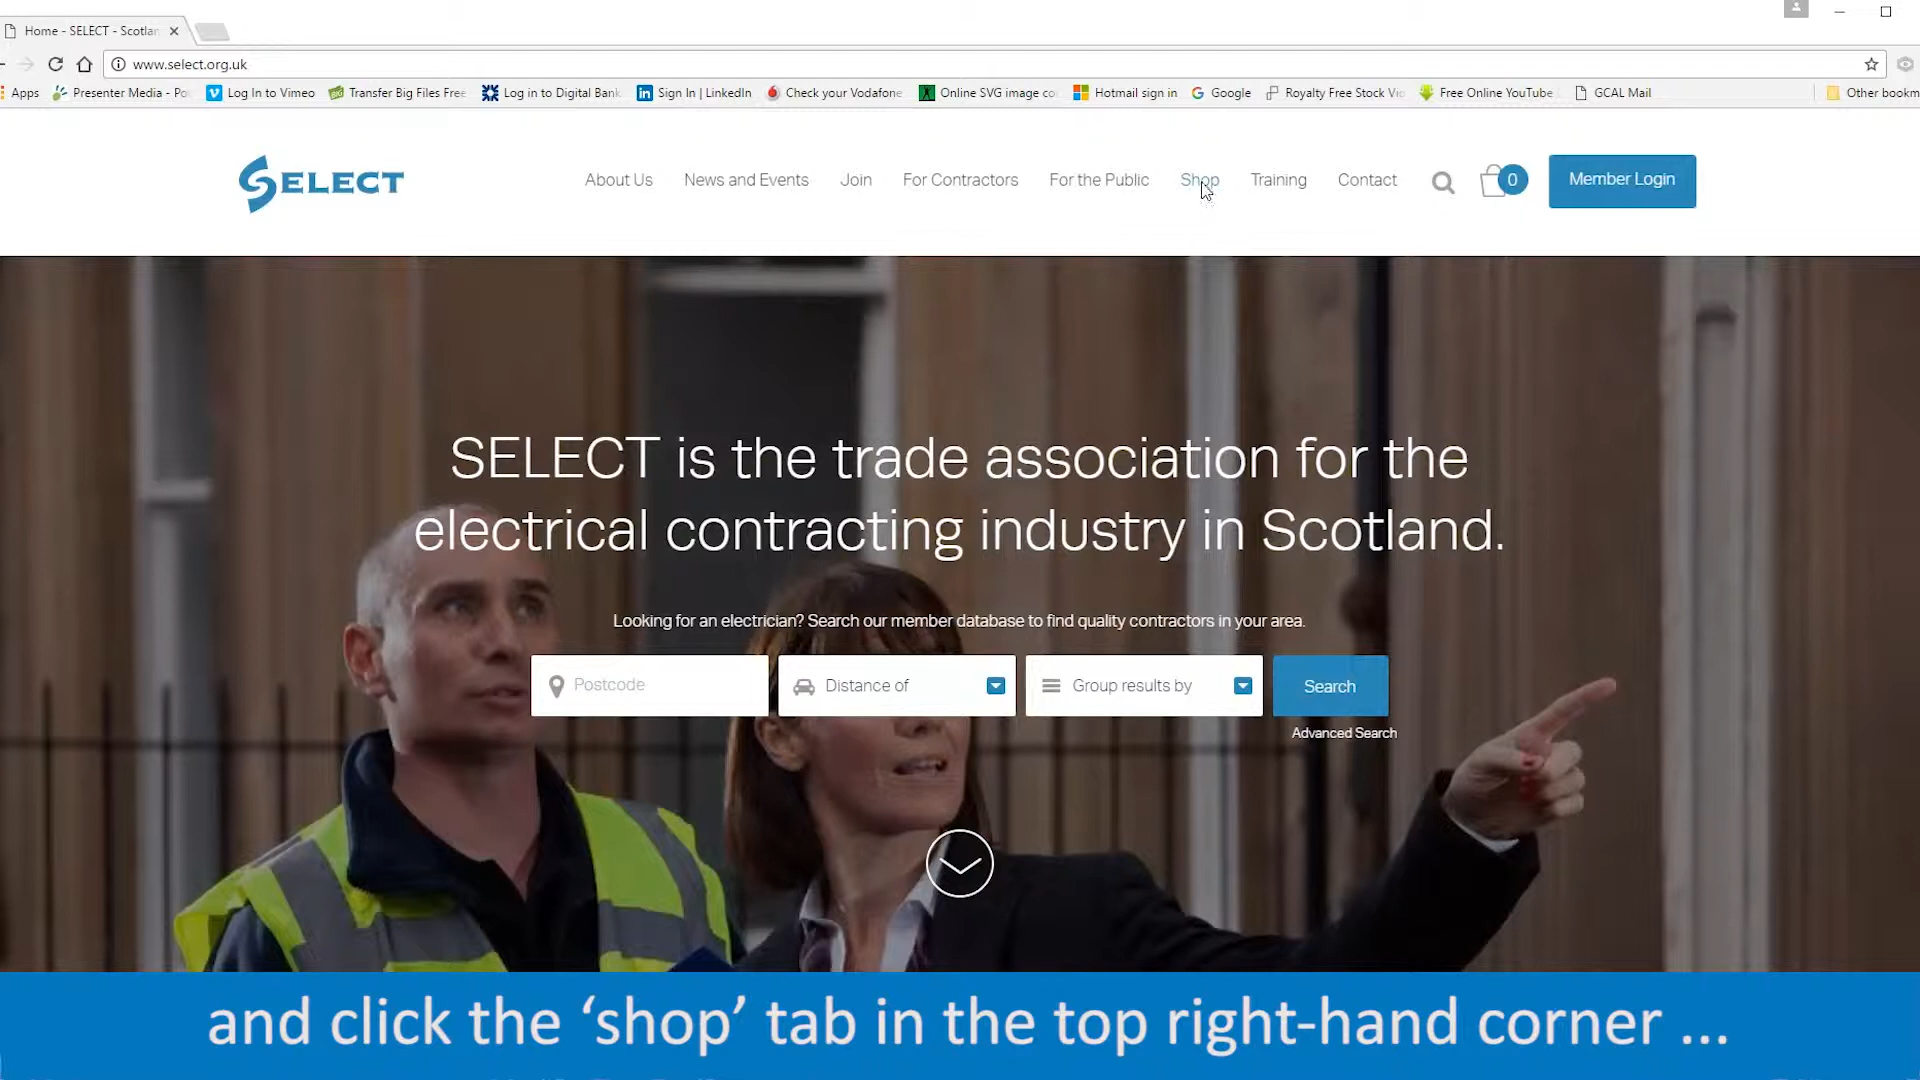 Home - SELECT - Scotlan
www.select.org.uk
Apps Presenter Media - Po Log In to Vimeo Transfer Big Files Free Log in to Digital Bank Sign In | LinkedIn Check your Vodafone Online SVG image co Hotmail sign in Google Royalty Free Stock Vi Free Online YouTube GCAL Mail Other bookm
SELECT About Us News and Events Join For Contractors For the Public Shop Training Contact 0 Member Login
SELECT is the trade association for the
electrical contracting industry in Scotland.
Looking for an electrician? Search our member database to find quality contractors in your area.
Postcode Distance of Group results by Search
Advanced Search
and click the ‘shop’ tab in the top right-hand corner ...